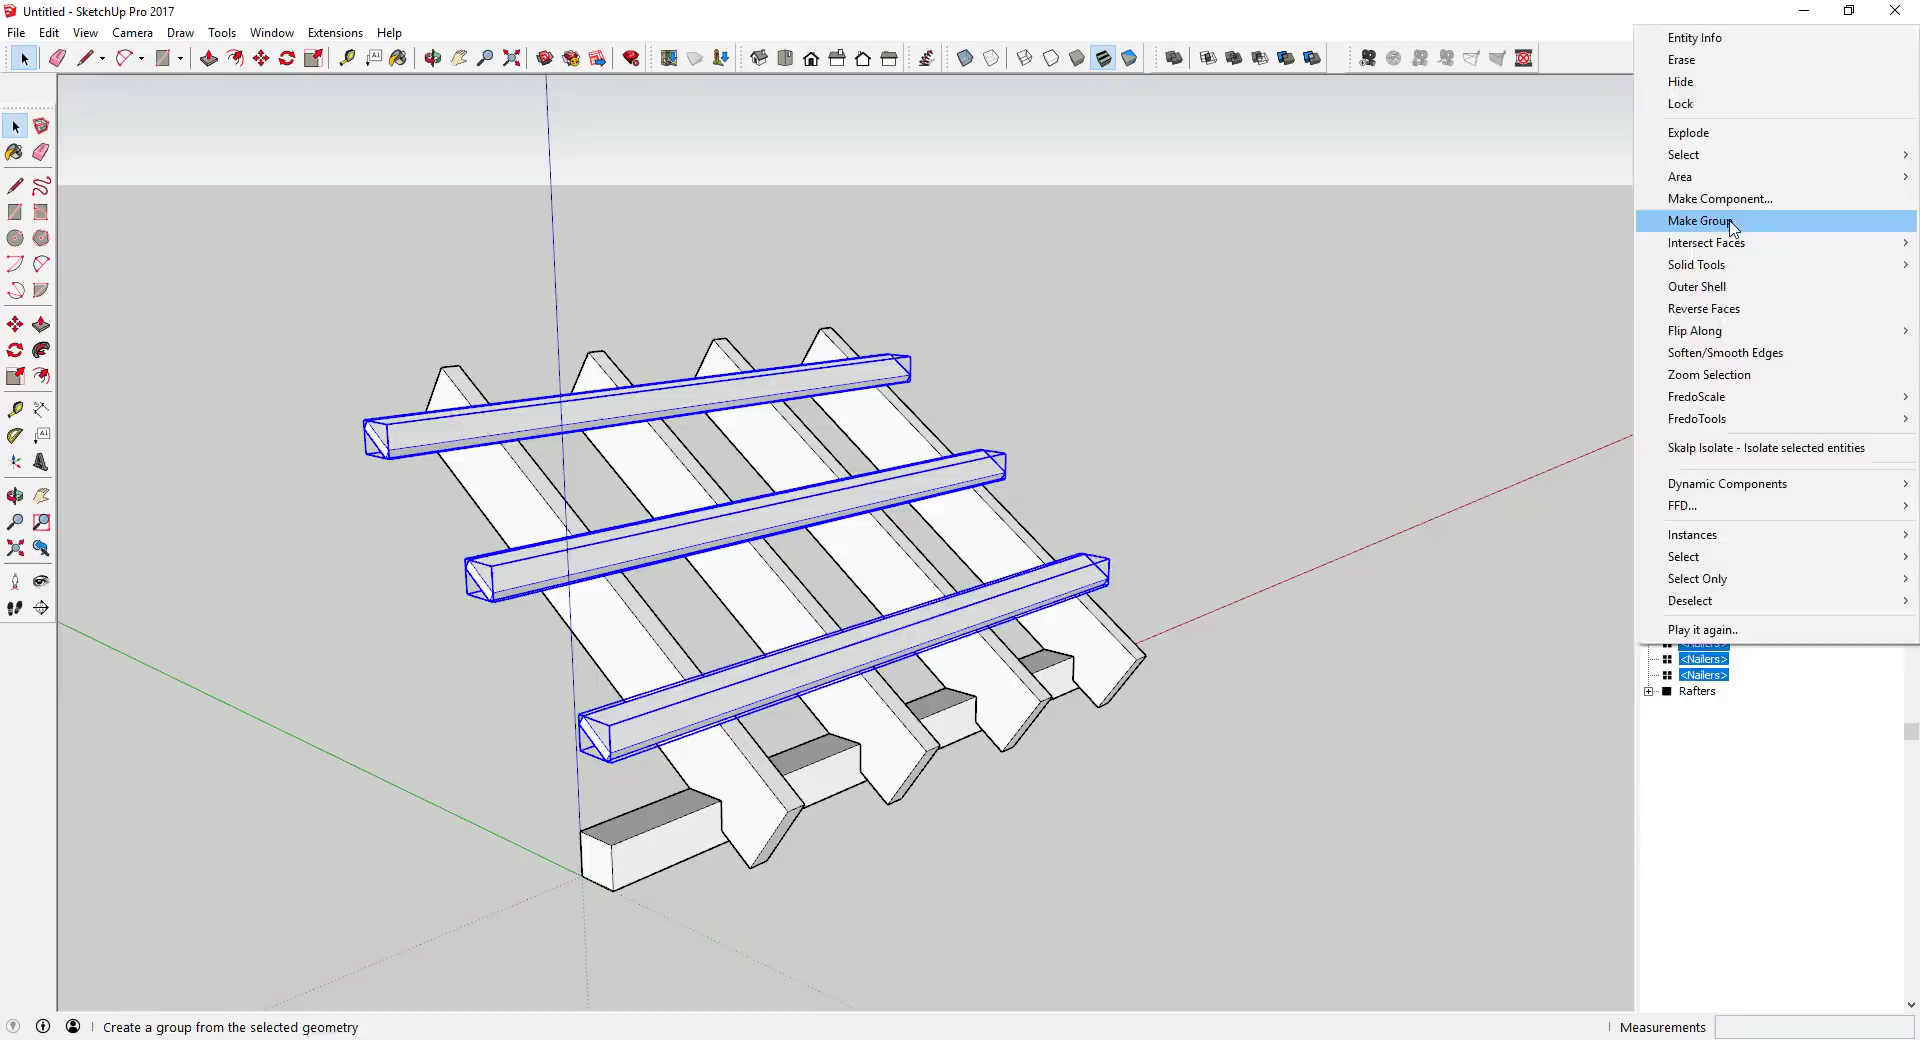 Untitled - SketchUp Pro 2017
File Edit View Camera Draw Tools Window Extensions Help
Entity Info
Erase
Hide
Lock
Explode
Select
Area
Make Component...
Make Group
Intersect Faces
Solid Tools
Outer Shell
Reverse Faces
Flip Along
Soften/Smooth Edges
Zoom Selection
FredoScale
FredoTools
Skalp Isolate - Isolate selected entities
Dynamic Components
FFD...
Instances
Select
Select Only
Deselect
Play it again..
<Nailers>
<Nailers>
<Nailers>
Rafters
Create a group from the selected geometry
Measurements